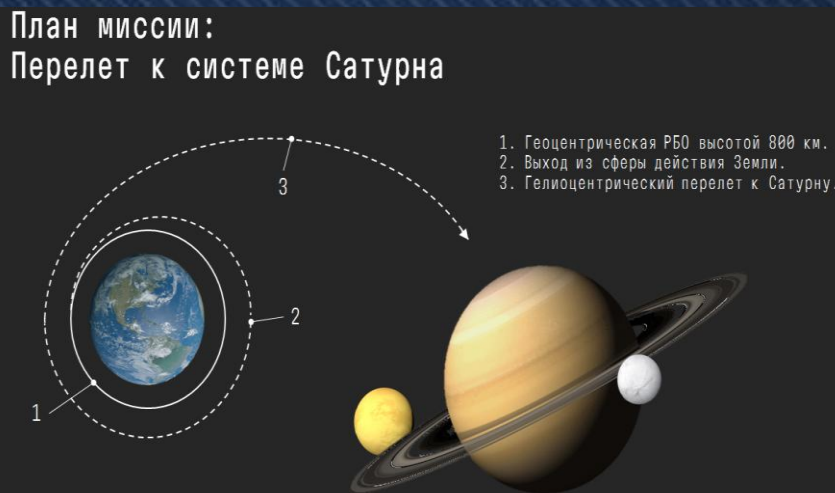 План миссии:
Перелет к системе Сатурна
1. Геоцентрическая РБО высотой 800 км.
2. Выход из сферы действия Земли.
3. Гелиоцентрический перелет к Сатурну.
3
2
1